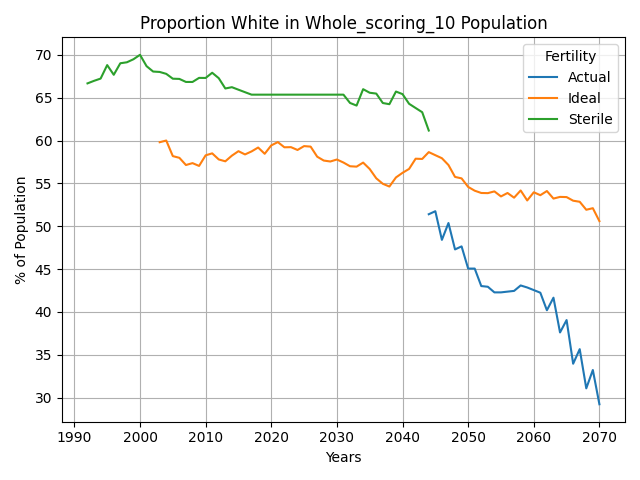 Proportion White in Whole_scoring_10 Population
% of Population
70
65
60
55
50
45
40
35
30
Fertility
Actual
Ideal
Sterile
1990 2000 2010 2020 2030 2040 2050 2060 2070
Years